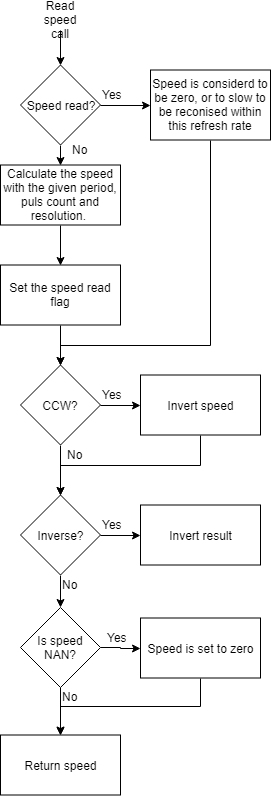 Read
speed
call
Speed read?
Yes
Speed is considerd to
be zero, or to slow to
be reconised within
this refresh rate
No
Calculate the speed
with the given period,
puls count and
resolution.
Set the speed read
flag
CCW?
Yes
Invert speed
No
Inverse?
Yes
Invert result
No
Is speed
NAN?
Yes
Speed is set to zero
No
Return speed